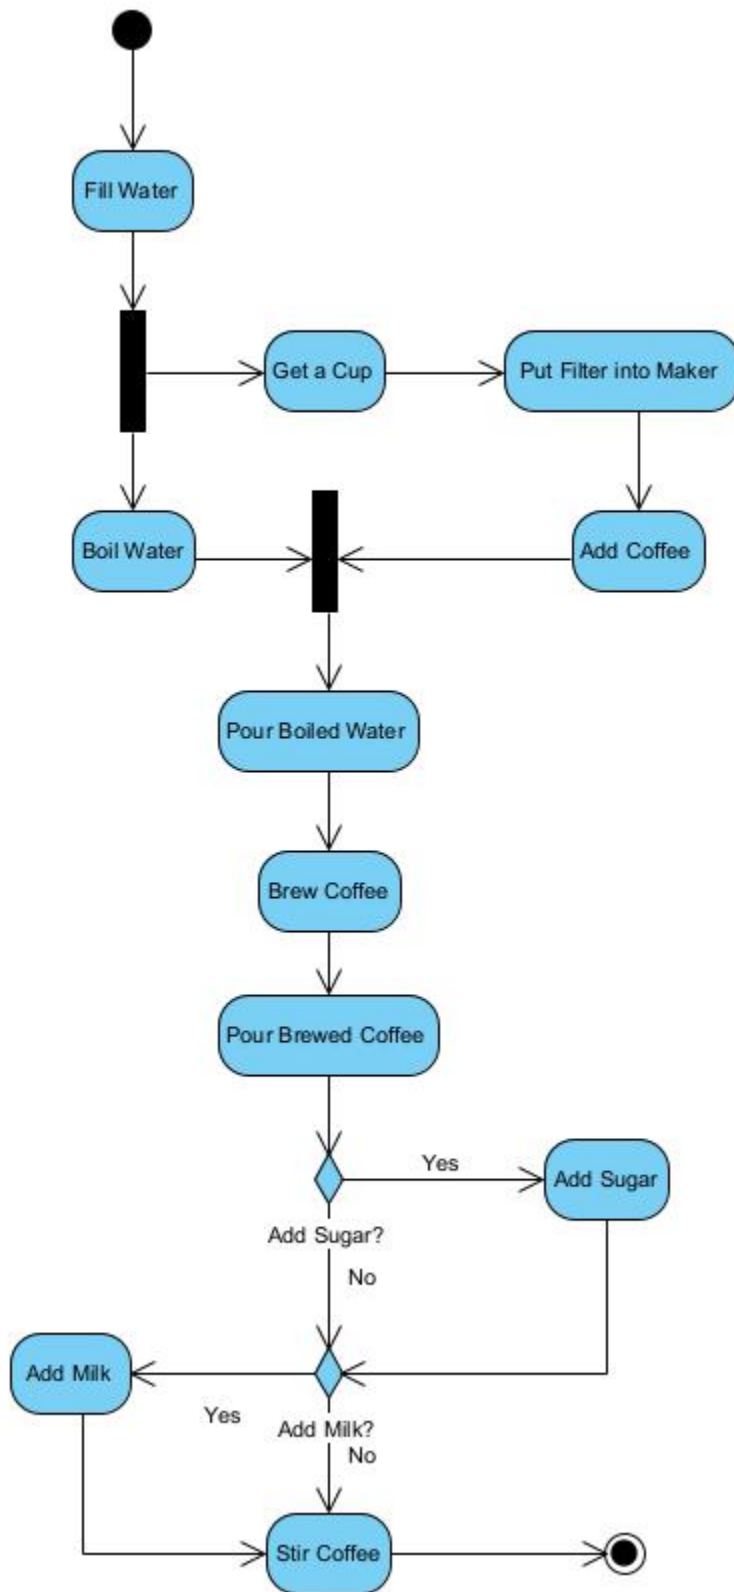 Fill Water
Get a Cup
Put Filter into Maker
Boil Water
Add Coffee
Pour Boiled Water
Brew Coffee
Pour Brewed Coffee
Yes
Add Sugar
Add Sugar?
No
Add Milk
Yes
Add Milk?
No
Stir Coffee